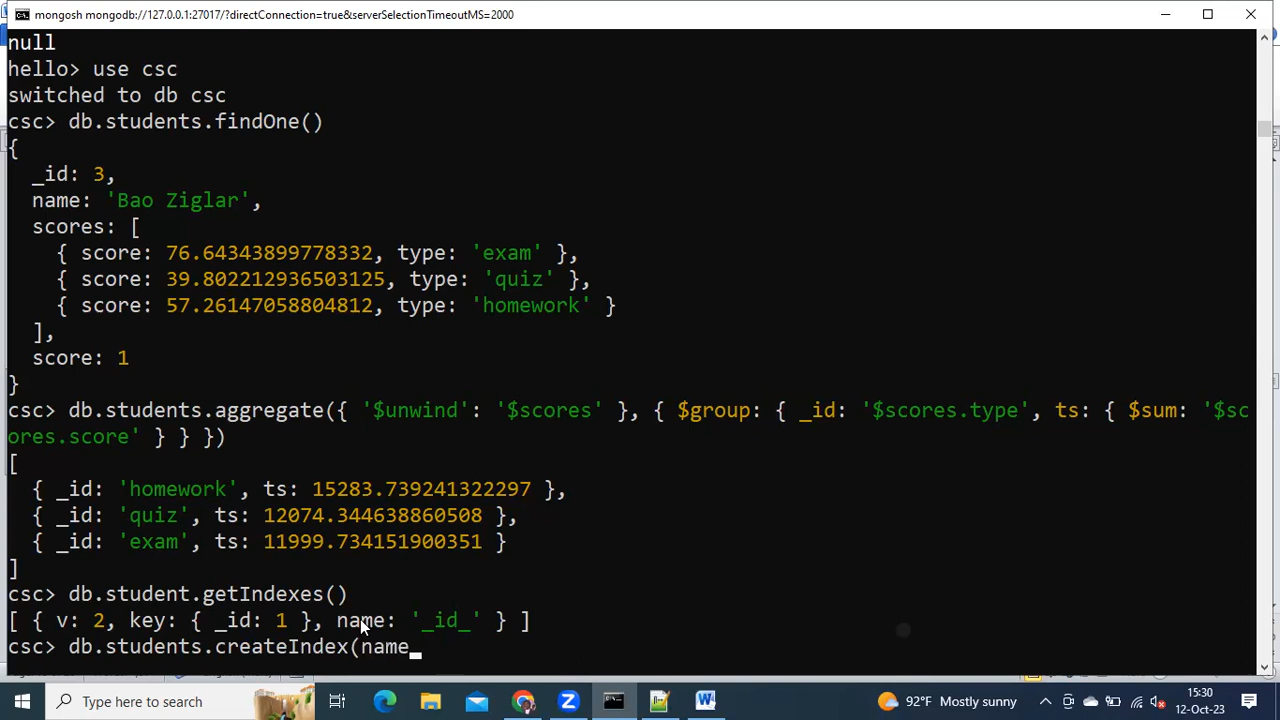 mongosh mongodb://127.0.0.1:27017/?directConnection=true&serverSelectionTimeoutMS=2000
null
hello> use csc
switched to db csc
csc> db.students.findOne()
{
_id: 3,
name: 'Bao Ziglar',
scores: [
{ score: 76.64343899778332, type: 'exam' },
{ score: 39.802212936503125, type: 'quiz' },
{ score: 57.26147058804812, type: 'homework' }
],
score: 1
}
csc> db.students.aggregate({ '$unwind': '$scores' }, { $group: { _id: '$scores.type', ts: { $sum: '$sc
ores.score' } } })
[
{ _id: 'homework', ts: 15283.739241322297 },
{ _id: 'quiz', ts: 12074.344638860508 },
{ _id: 'exam', ts: 11999.734151900351 }
]
csc> db.student.getIndexes()
[ { v: 2, key: { _id: 1 }, name: '_id_' } ]
csc> db.students.createIndex(name
Type here to search
92°F Mostly sunny
15:30
12-Oct-23